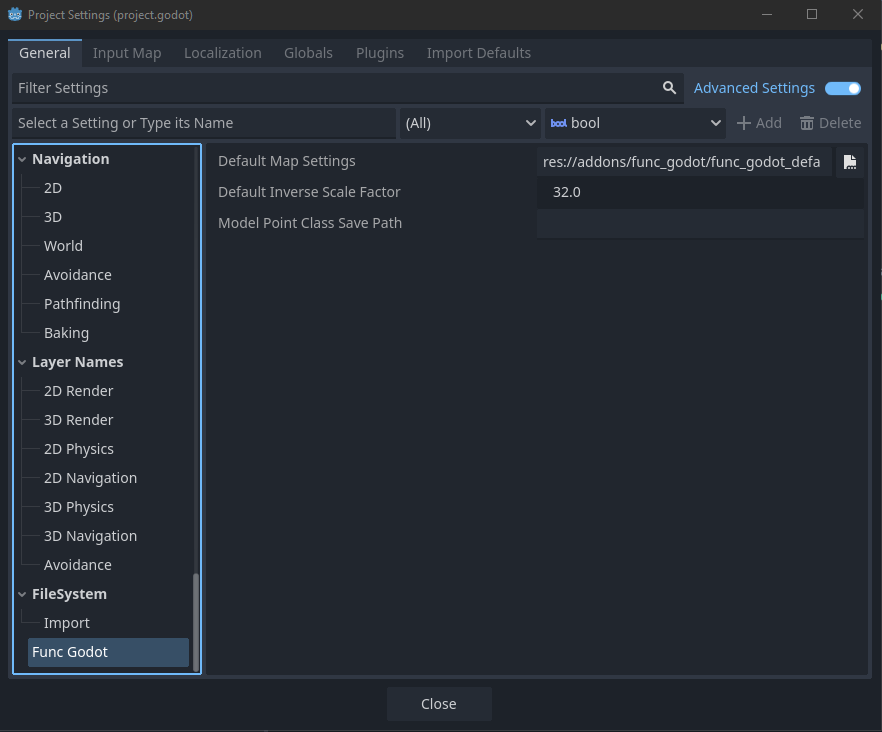 Project Settings (project.godot)
General Input Map Localization Globals Plugins Import Defaults
Filter Settings Advanced Settings
Select a Setting or Type its Name (All) bool Add Delete
Navigation
2D
3D
World
Avoidance
Pathfinding
Baking
Layer Names
2D Render
3D Render
2D Physics
2D Navigation
3D Physics
3D Navigation
Avoidance
FileSystem
Import
Func Godot
Default Map Settings res://addons/func_godot/func_godot_defa
Default Inverse Scale Factor 32.0
Model Point Class Save Path
Close